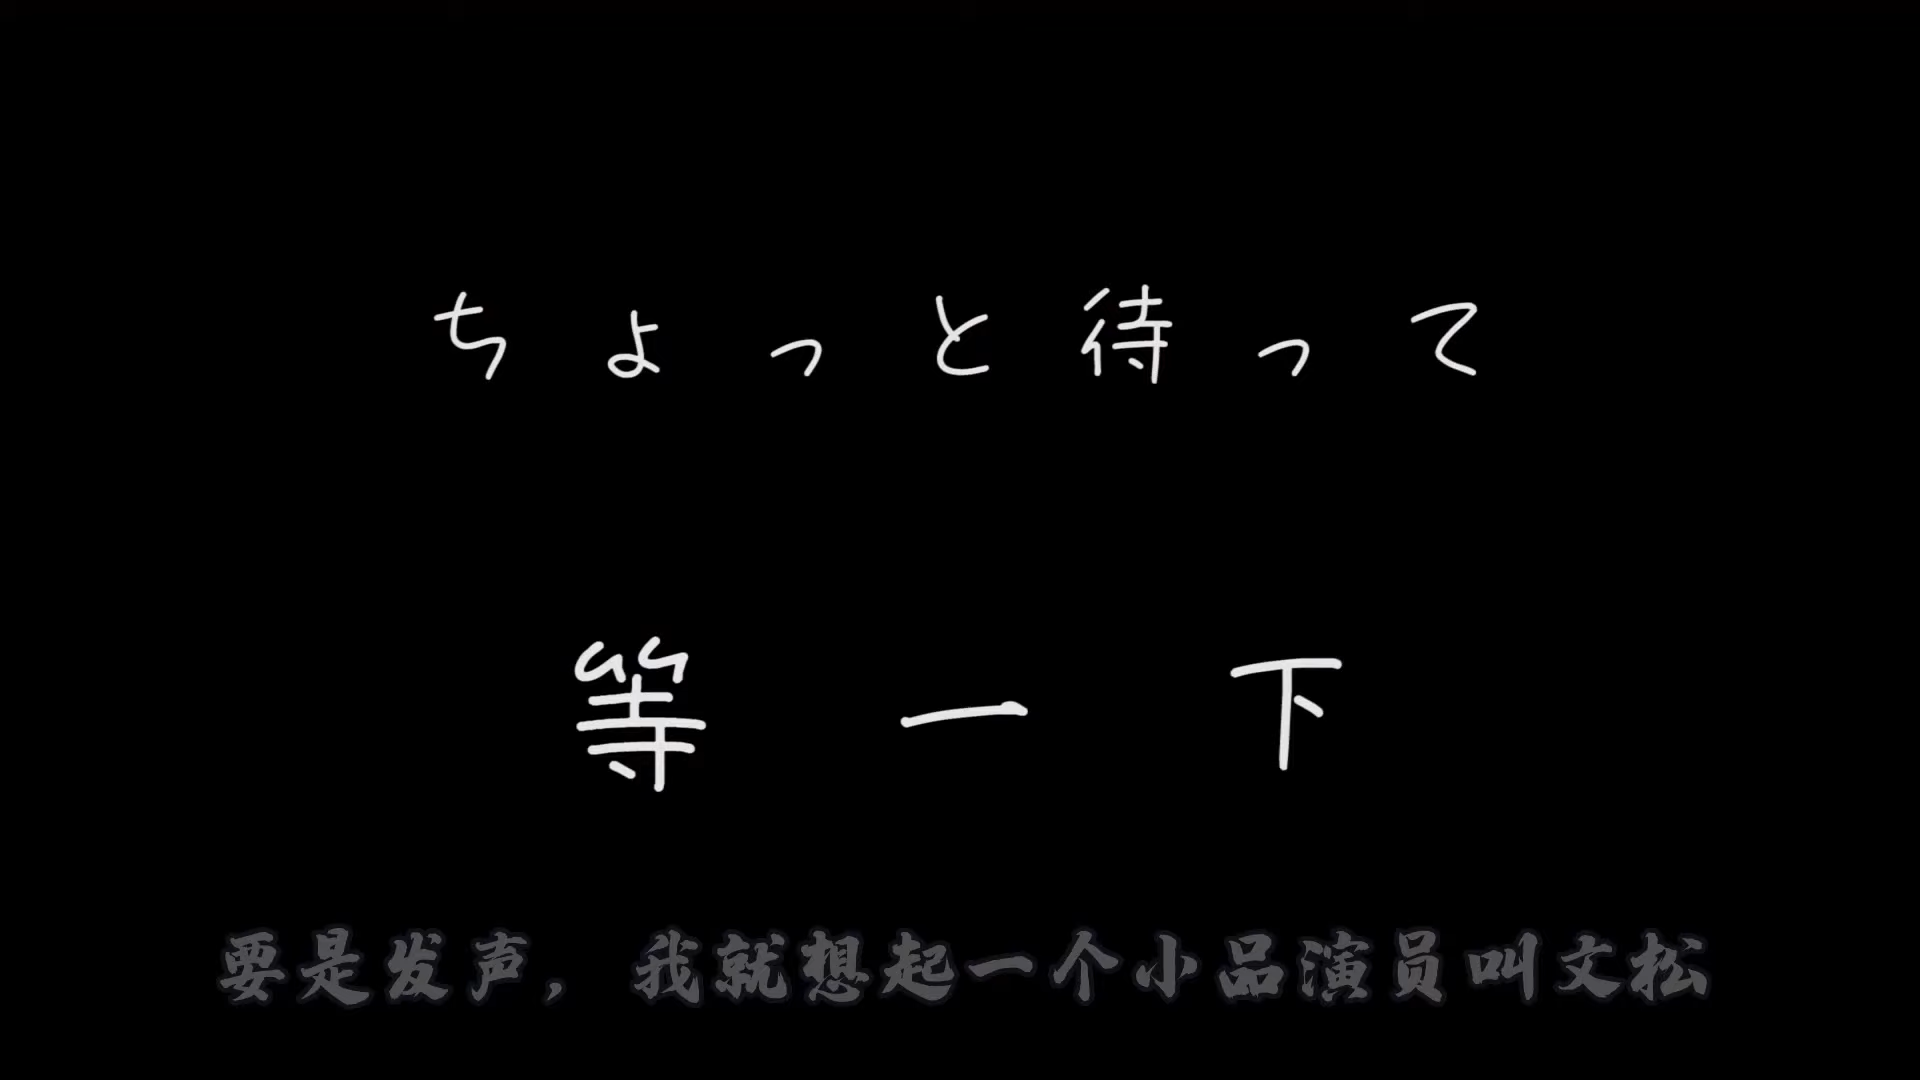 ちょっと待って
等一下
要是发声，我就想起一个小品演员叫文松